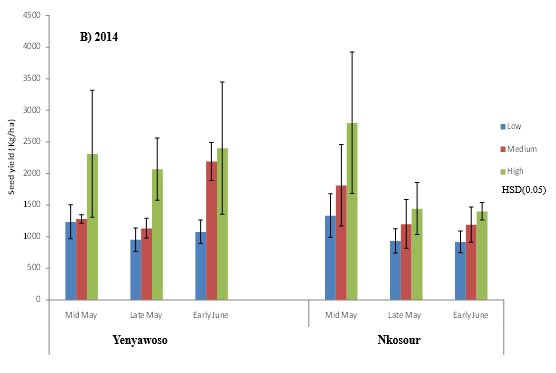 B) 2014
4500
4000
3500
3000
2500
2000
1500
1000
500
0
Seed yield (Kg/ha)
Low
Medium
High
HSD(0.05)
Mid May Late May Early June Mid May Late May Early June
Yenyawoso Nkosour